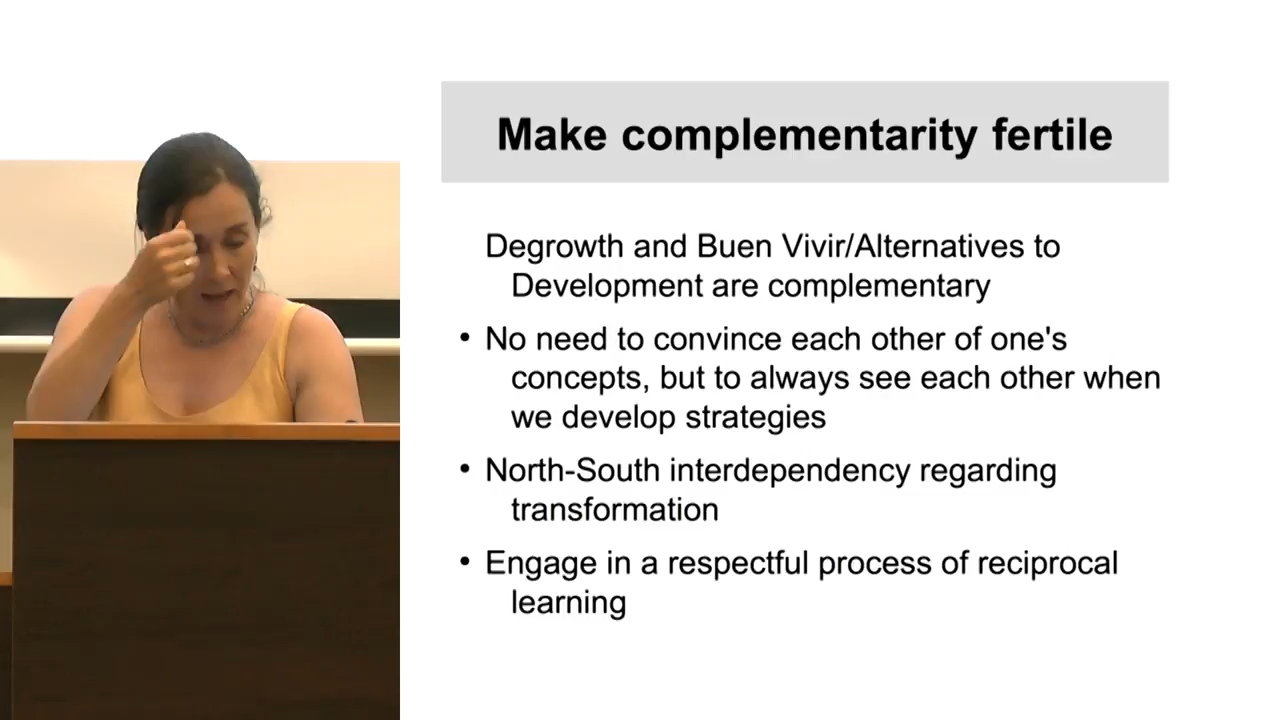 Make complementarity fertile
Degrowth and Buen Vivir/Alternatives to
Development are complementary
• No need to convince each other of one's
concepts, but to always see each other when
we develop strategies
• North-South interdependency regarding
transformation
• Engage in a respectful process of reciprocal
learning